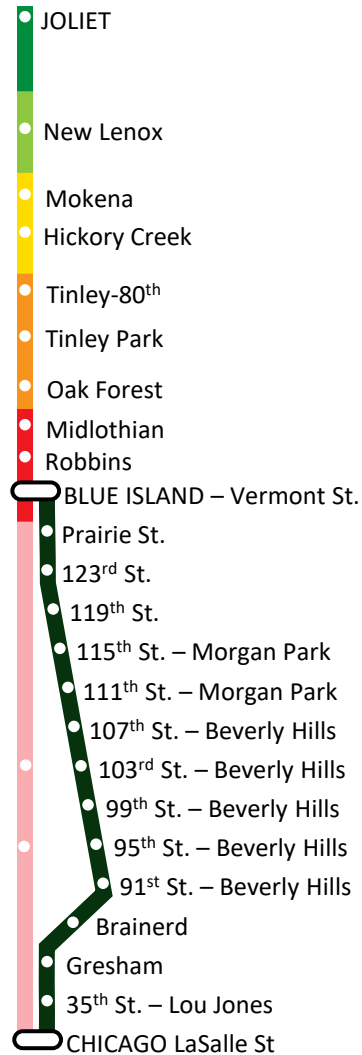 JOLIET
New Lenox
Mokena
Hickory Creek
Tinley-80th
Tinley Park
Oak Forest
Midlothian
Robbins
BLUE ISLAND – Vermont St.
Prairie St.
123rd St.
119th St.
115th St. – Morgan Park
111th St. – Morgan Park
107th St. – Beverly Hills
103rd St. – Beverly Hills
99th St. – Beverly Hills
95th St. – Beverly Hills
91st St. – Beverly Hills
Brainerd
Gresham
35th St. – Lou Jones
CHICAGO LaSalle St